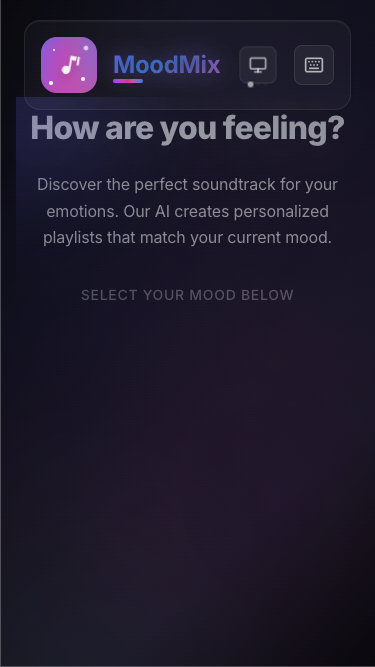 MoodMix
How are you feeling?
Discover the perfect soundtrack for your
emotions. Our AI creates personalized
playlists that match your current mood.
SELECT YOUR MOOD BELOW